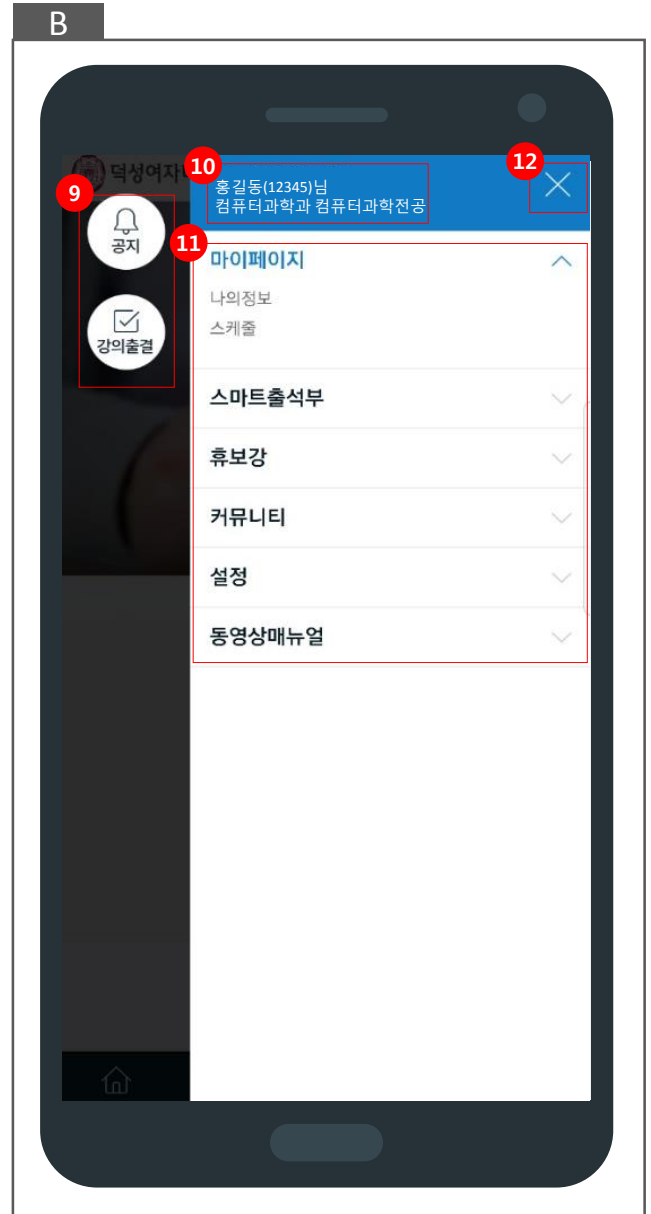 B
덕성여자
10
12
홍길동(12345)님
9
컴퓨터과학과 컴퓨터과학전공
공지
11
마이페이지
나의정보
스케줄
강의출결
스마트출석부
휴보강
커뮤니티
설정
동영상매뉴얼